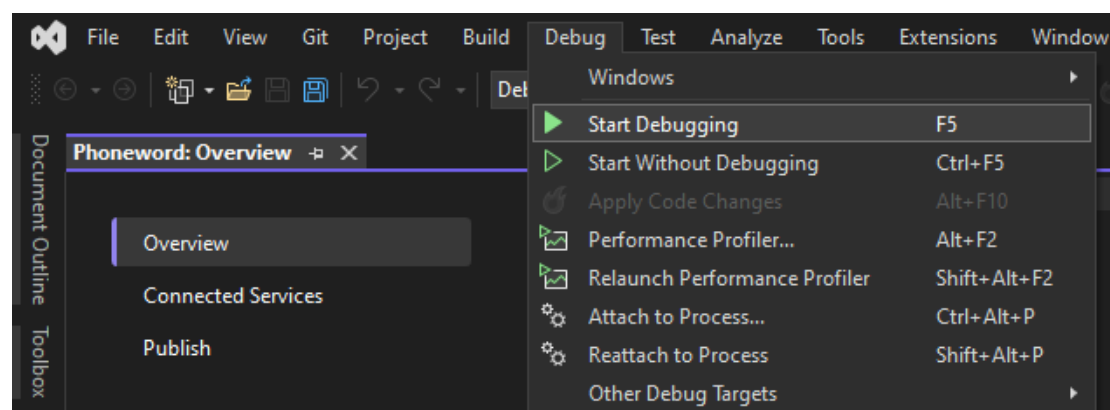 File Edit View Git Project Build Debug Test Analyze Tools Extensions Window
Windows
Start Debugging F5
Start Without Debugging Ctrl+F5
Apply Code Changes Alt+F10
Performance Profiler... Alt+F2
Relaunch Performance Profiler Shift+Alt+F2
Attach to Process... Ctrl+Alt+P
Reattach to Process Shift+Alt+P
Other Debug Targets
Document Outline
Toolbox
Phoneword: Overview
Overview
Connected Services
Publish